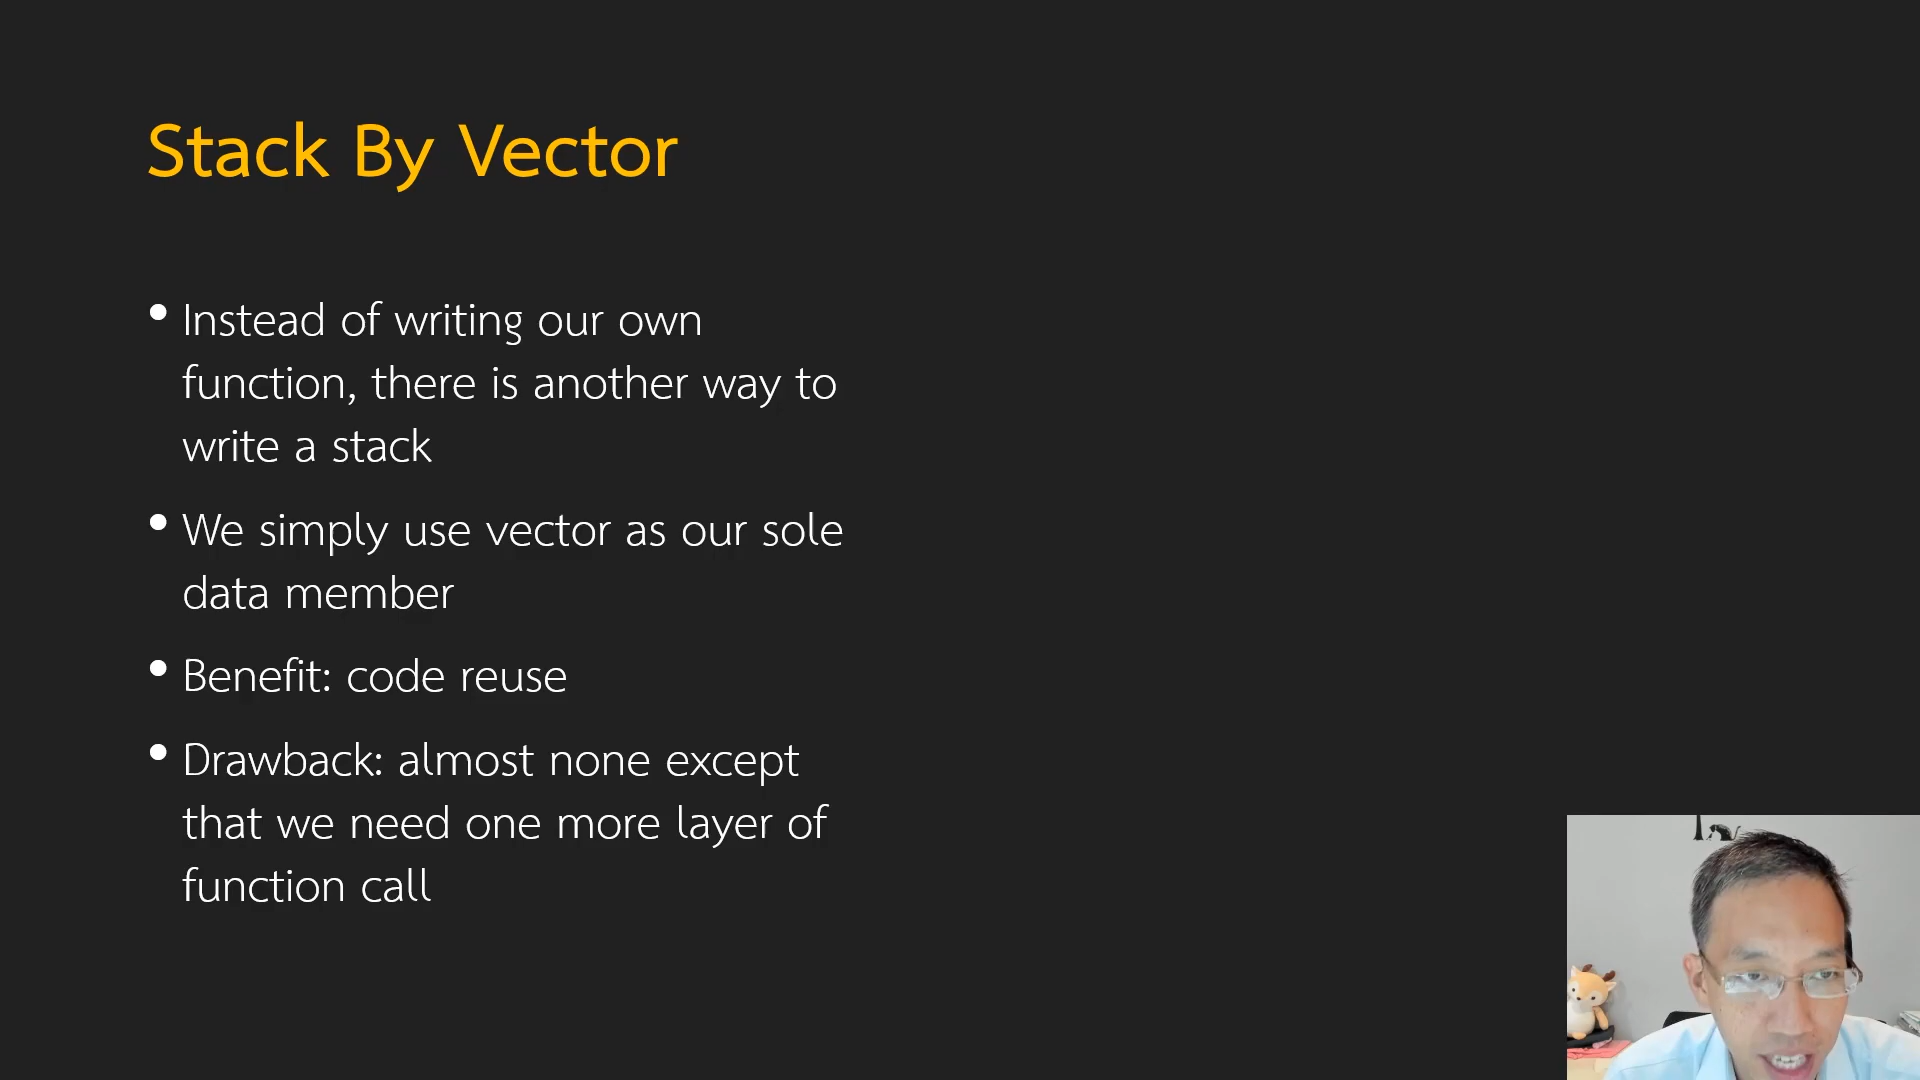 Stack By Vector
• Instead of writing our own
function, there is another way to
write a stack
• We simply use vector as our sole
data member
• Benefit: code reuse
• Drawback: almost none except
that we need one more layer of
function call